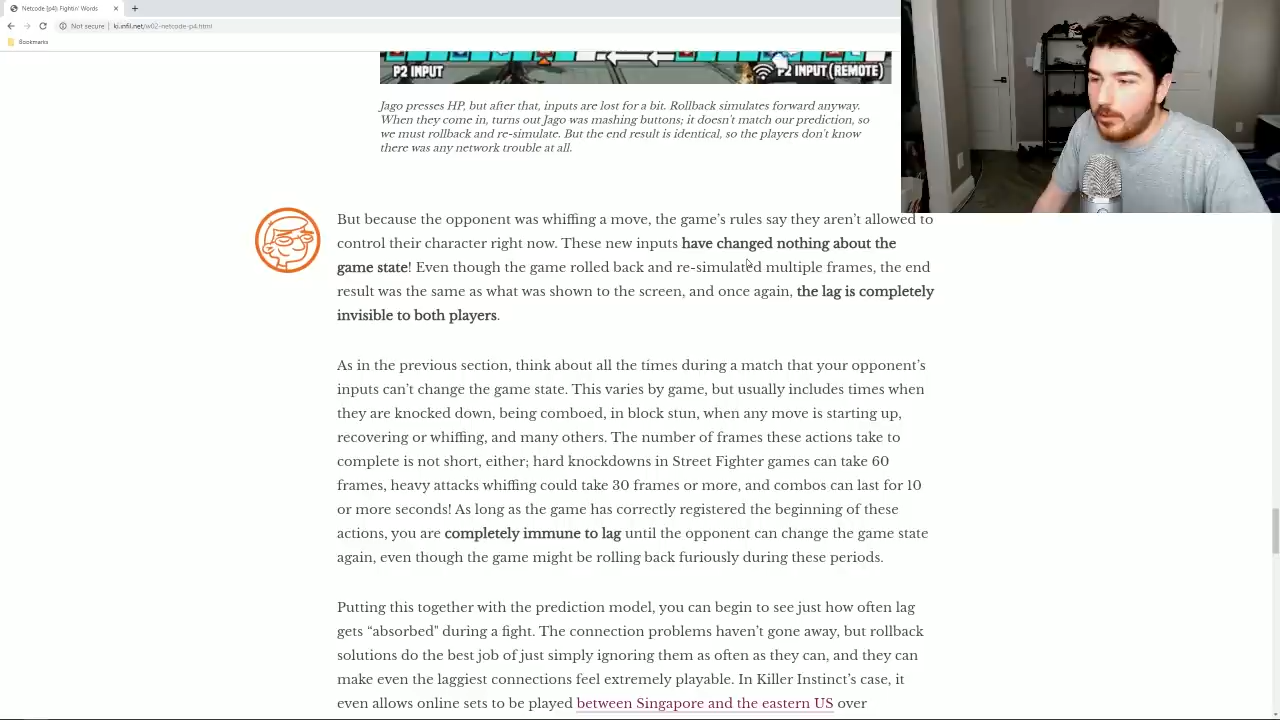 Netcode [p4]: Fightin' Words
Not secure
ki.infil.net/w02-netcode-p4.html
Bookmarks
P2 INPUT
P2 INPUT (REMOTE)
Jago presses HP, but after that, inputs are lost for a bit. Rollback simulates forward anyway.
When they come in, turns out Jago was mashing buttons; it doesn't match our prediction, so
we must rollback and re-simulate. But the end result is identical, so the players don't know
there was any network trouble at all.
But because the opponent was whiffing a move, the game's rules say they aren't allowed to
control their character right now. These new inputs have changed nothing about the
game state! Even though the game rolled back and re-simulated multiple frames, the end
result was the same as what was shown to the screen, and once again, the lag is completely
invisible to both players.
As in the previous section, think about all the times during a match that your opponent's
inputs can't change the game state. This varies by game, but usually includes times when
they are knocked down, being comboed, in block stun, when any move is starting up,
recovering or whiffing, and many others. The number of frames these actions take to
complete is not short, either; hard knockdowns in Street Fighter games can take 60
frames, heavy attacks whiffing could take 30 frames or more, and combos can last for 10
or more seconds! As long as the game has correctly registered the beginning of these
actions, you are completely immune to lag until the opponent can change the game state
again, even though the game might be rolling back furiously during these periods.
Putting this together with the prediction model, you can begin to see just how often lag
gets "absorbed" during a fight. The connection problems haven't gone away, but rollback
solutions do the best job of just simply ignoring them as often as they can, and they can
make even the laggiest connections feel extremely playable. In Killer Instinct's case, it
even allows online sets to be played between Singapore and the eastern US over